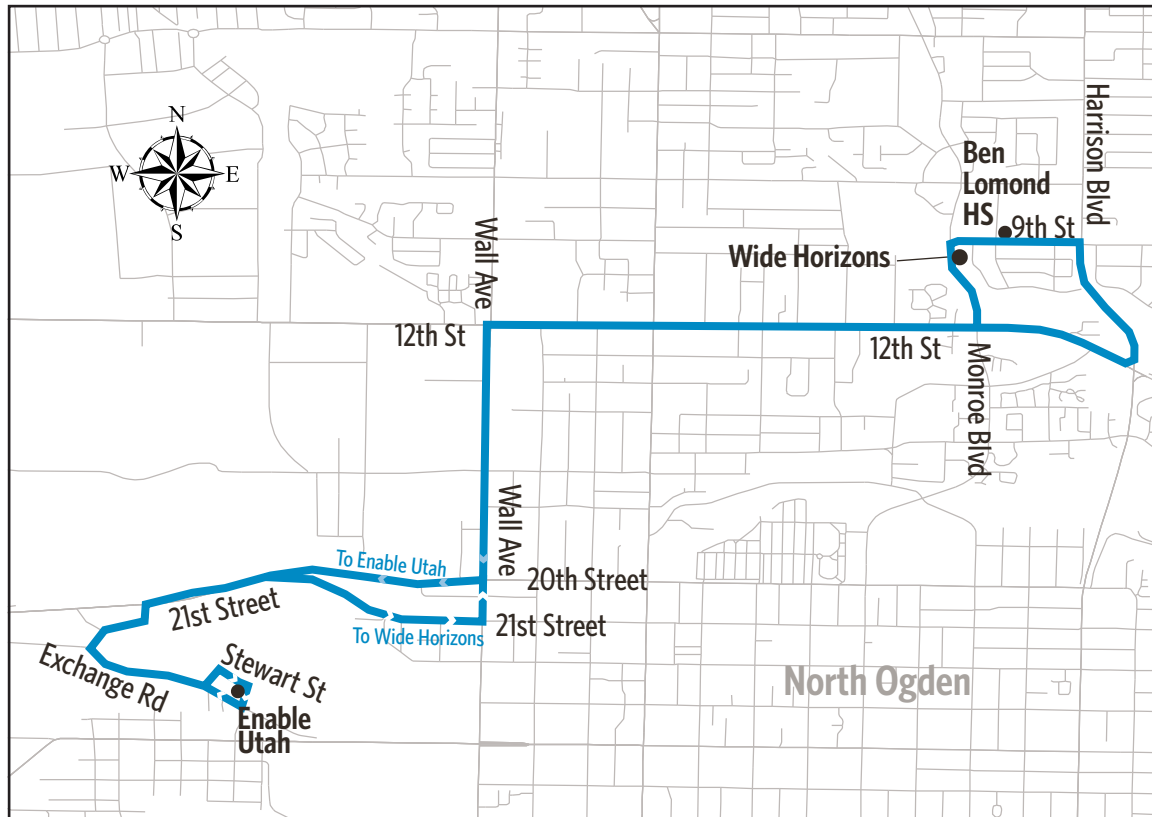 N
W
E
S
Harrison Blvd
Ben
Lomond
HS
9th St
Wide Horizons
Wall Ave
12th St
12th St
Monroe Blvd
Wall Ave
To Enable Utah
20th Street
21st Street
To Wide Horizons
21st Street
Stewart St
Exchange Rd
North Ogden
Enable
Utah